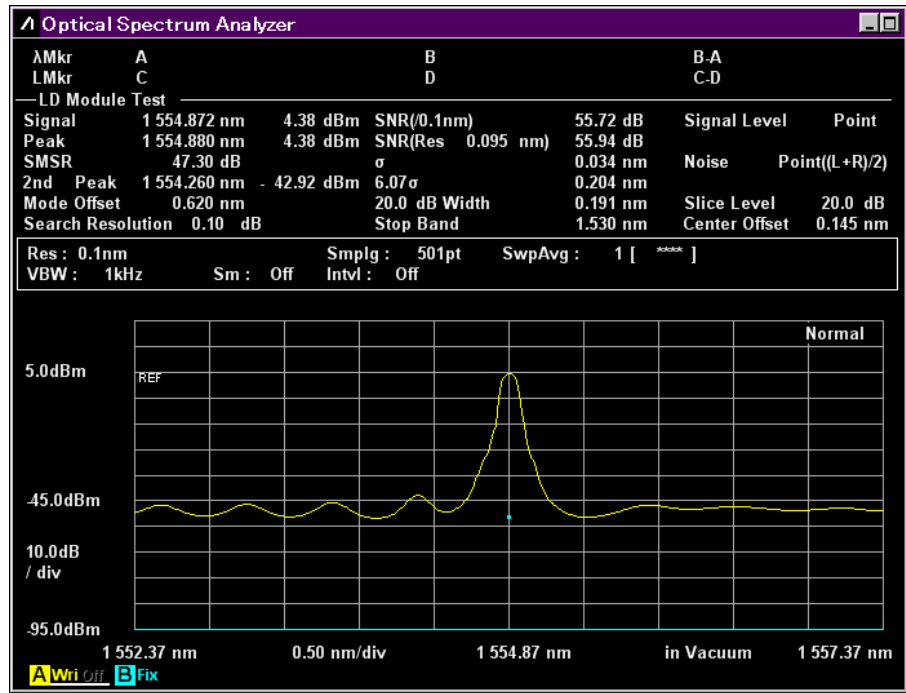 Optical Spectrum Analyzer
λMkr A B B-A
LMkr C D C-D
LD Module Test
Signal 1 554.872 nm 4.38 dBm SNR(/0.1nm) 55.72 dB Signal Level Point
Peak 1 554.880 nm 4.38 dBm SNR(Res 0.095 nm) 55.94 dB
SMSR 47.30 dB σ 0.034 nm Noise Point((L+R)/2)
2nd Peak 1 554.260 nm - 42.92 dBm 6.07σ 0.204 nm
Mode Offset 0.620 nm 20.0 dB Width 0.191 nm Slice Level 20.0 dB
Search Resolution 0.10 dB Stop Band 1.530 nm Center Offset 0.145 nm
Res : 0.1nm Smplg : 501pt SwpAvg : 1 [ **** ]
VBW : 1kHz Sm : Off Intvl : Off
Normal
5.0dBm REF
-45.0dBm
10.0dB
/ div
-95.0dBm
1 552.37 nm 0.50 nm/div 1 554.87 nm in Vacuum 1 557.37 nm
A Wri Off B Fix